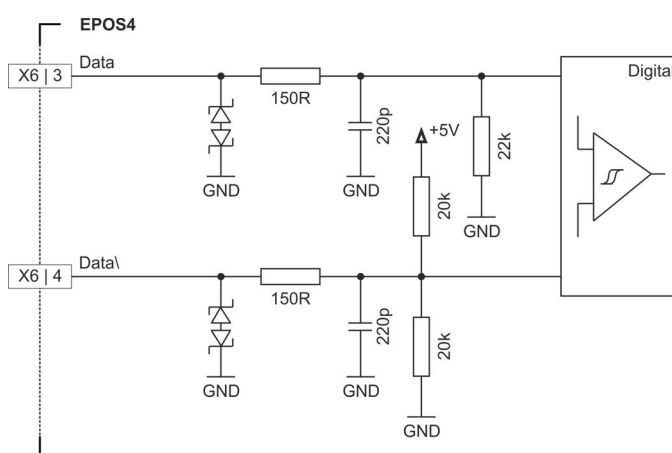 EPOS4
X6 | 3
Data
Digital
150R
220p
+5V
22k
GND
GND
20k
GND
X6 | 4
Data\
150R
220p
20k
GND
GND
GND